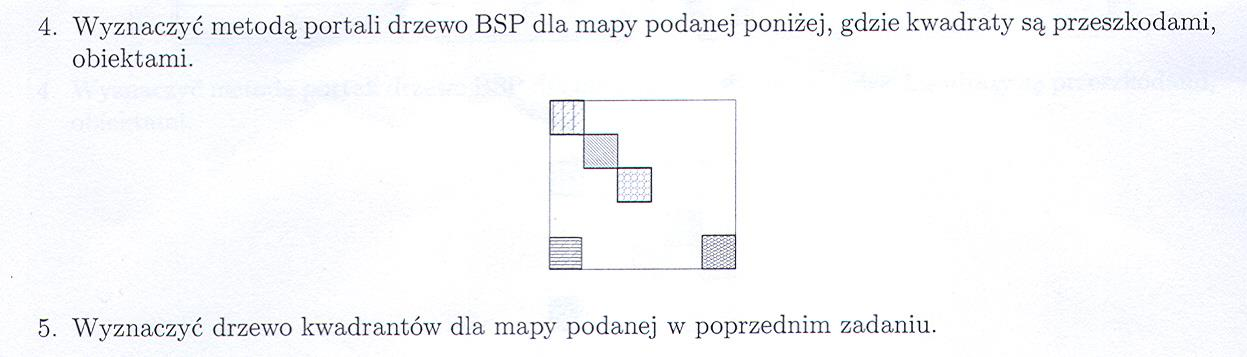 4. Wyznaczyć metodą portali drzewo BSP dla mapy podanej poniżej, gdzie kwadraty są przeszkodami,
obiektami.
5. Wyznaczyć drzewo kwadrantów dla mapy podanej w poprzednim zadaniu.